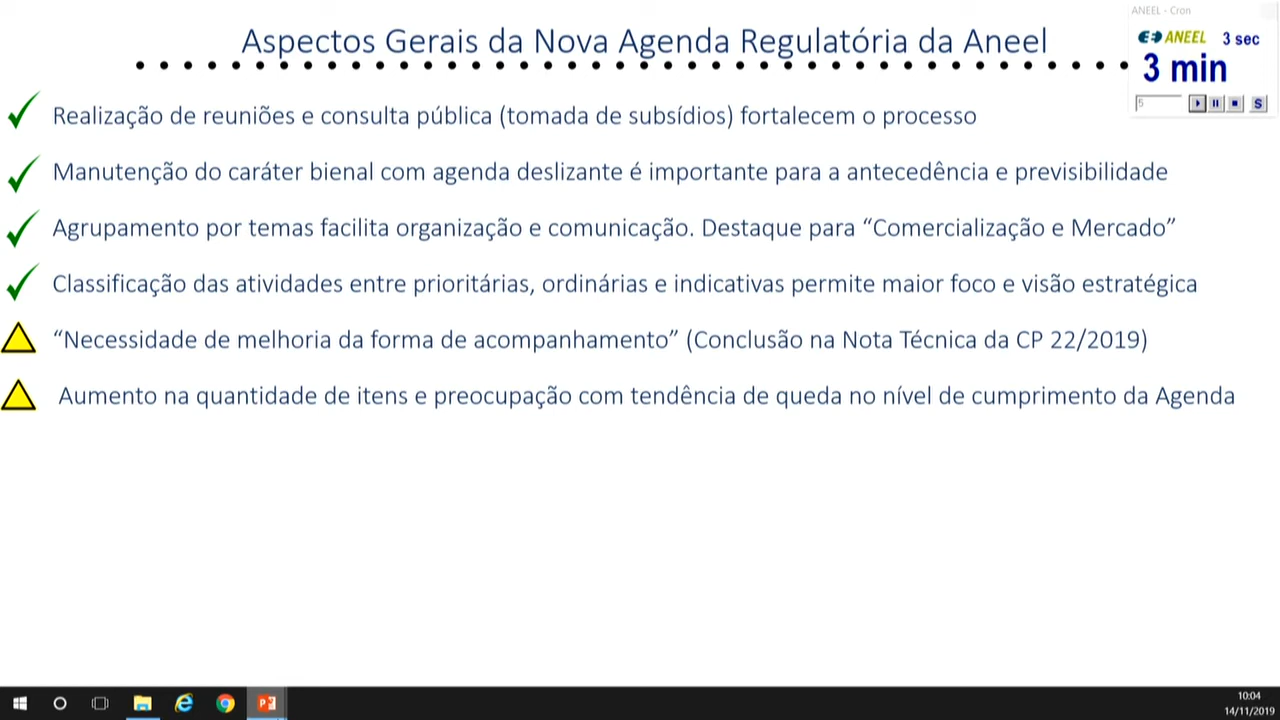 ANEEL - Cron
Aspectos Gerais da Nova Agenda Regulatória da Aneel
ANEEL 3 sec
3 min
5
S
Realização de reuniões e consulta pública (tomada de subsídios) fortalecem o processo
Manutenção do caráter bienal com agenda deslizante é importante para a antecedência e previsibilidade
Agrupamento por temas facilita organização e comunicação. Destaque para “Comercialização e Mercado”
Classificação das atividades entre prioritárias, ordinárias e indicativas permite maior foco e visão estratégica
“Necessidade de melhoria da forma de acompanhamento” (Conclusão na Nota Técnica da CP 22/2019)
Aumento na quantidade de itens e preocupação com tendência de queda no nível de cumprimento da Agenda
10:04
14/11/2019